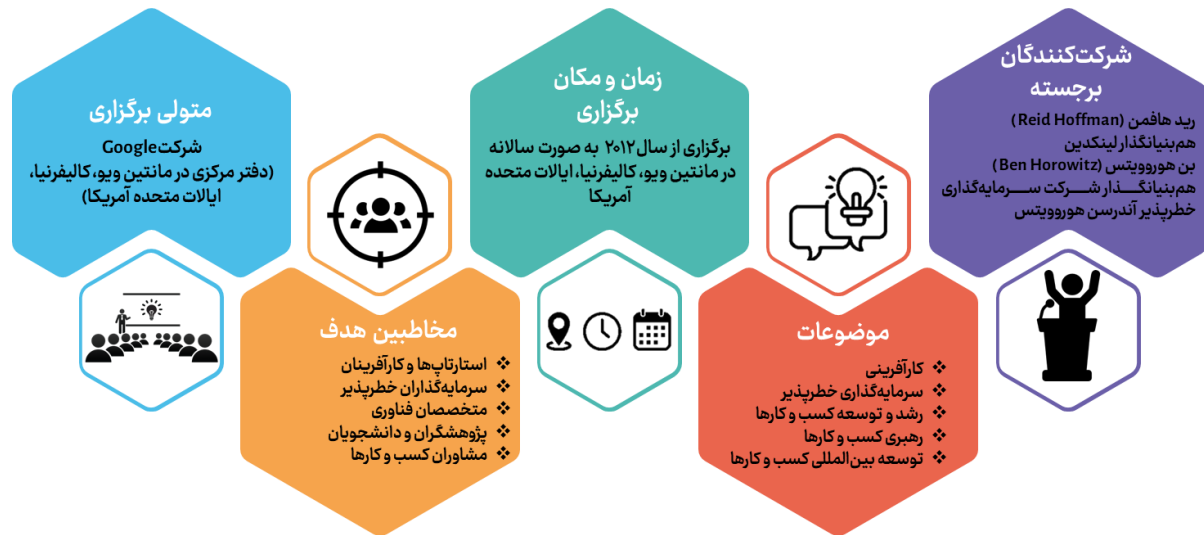 شرکت‌کنندگان
برجسته
رید هافمن (Reid Hoffman)
هم‌بنیانگذار لینکدین
بن هوروویتس (Ben Horowitz)
هم‌بنیانگذار شرکت سرمایه‌گذاری
خطرپذیر آندرسن هوروویتس
موضوعات
❖ کارآفرینی
❖ سرمایه‌گذاری خطرپذیر
❖ رشد و توسعه کسب و کارها
❖ رهبری کسب و کارها
❖ توسعه بین‌المللی کسب و کارها
زمان و مکان
برگزاری
برگزاری از سال ۲۰۱۲ به صورت سالانه
در مانتین ویو، کالیفرنیا، ایالات متحده
آمریکا
مخاطبین هدف
❖ استارتاپ‌ها و کارآفرینان
❖ سرمایه‌گذاران خطرپذیر
❖ متخصصان فناوری
❖ پژوهشگران و دانشجویان
❖ مشاوران کسب و کارها
متولی برگزاری
شرکت Google
(دفتر مرکزی در مانتین ویو، کالیفرنیا،
ایالات متحده آمریکا)